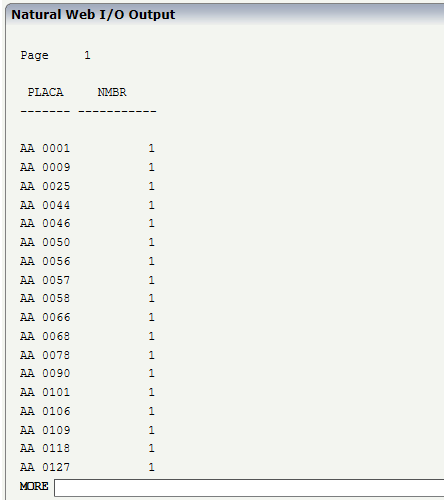 Natural Web I/O Output
Page 1
PLACA NMBR
------- -----------
AA 0001 1
AA 0009 1
AA 0025 1
AA 0044 1
AA 0046 1
AA 0050 1
AA 0056 1
AA 0057 1
AA 0058 1
AA 0066 1
AA 0068 1
AA 0078 1
AA 0090 1
AA 0101 1
AA 0106 1
AA 0109 1
AA 0118 1
AA 0127 1
MORE